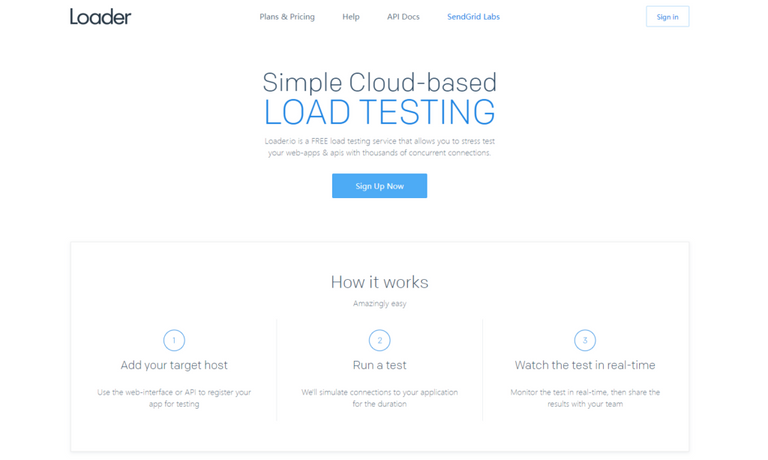 Loader
Plans & Pricing
Help
API Docs
SendGrid Labs
Sign in
Simple Cloud-based
LOAD TESTING
Loader.io is a FREE load testing service that allows you to stress test
your web-apps & apis with thousands of concurrent connections.
Sign Up Now
How it works
Amazingly easy
1
2
3
Add your target host
Run a test
Watch the test in real-time
Use the web-interface or API to register your
app for testing
We'll simulate connections to your application
for the duration
Monitor the test in real-time, then share the
results with your team